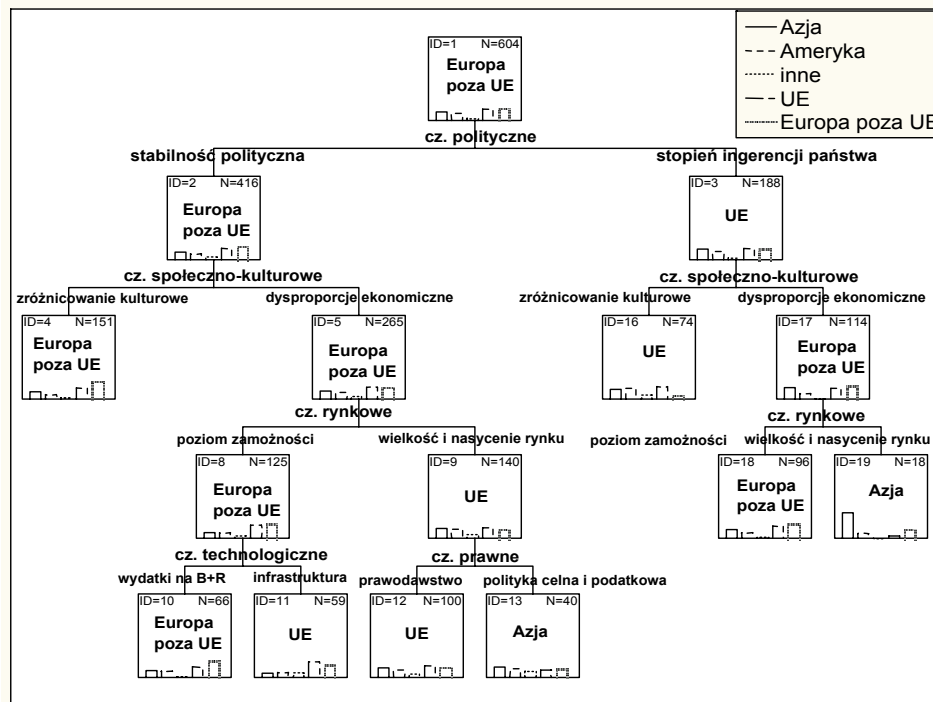 Azja
Ameryka
inne
UE
Europa poza UE
ID=1 N=604
Europa
poza UE
cz. polityczne
stabilność polityczna
stopień ingerencji państwa
ID=2 N=416
Europa
poza UE
ID=3 N=188
UE
cz. społeczno-kulturowe
cz. społeczno-kulturowe
zróżnicowanie kulturowe
dysproporcje ekonomiczne
zróżnicowanie kulturowe
dysproporcje ekonomiczne
ID=4 N=151
Europa
poza UE
ID=5 N=265
Europa
poza UE
ID=16 N=74
UE
ID=17 N=114
Europa
poza UE
cz. rynkowe
cz. rynkowe
poziom zamożności
wielkość i nasycenie rynku
poziom zamożności
wielkość i nasycenie rynku
ID=8 N=125
Europa
poza UE
ID=9 N=140
UE
ID=18 N=96
Europa
poza UE
ID=19 N=18
Azja
cz. technologiczne
cz. prawne
wydatki na B+R
infrastruktura
prawodawstwo
polityka celna i podatkowa
ID=10 N=66
Europa
poza UE
ID=11 N=59
UE
ID=12 N=100
UE
ID=13 N=40
Azja